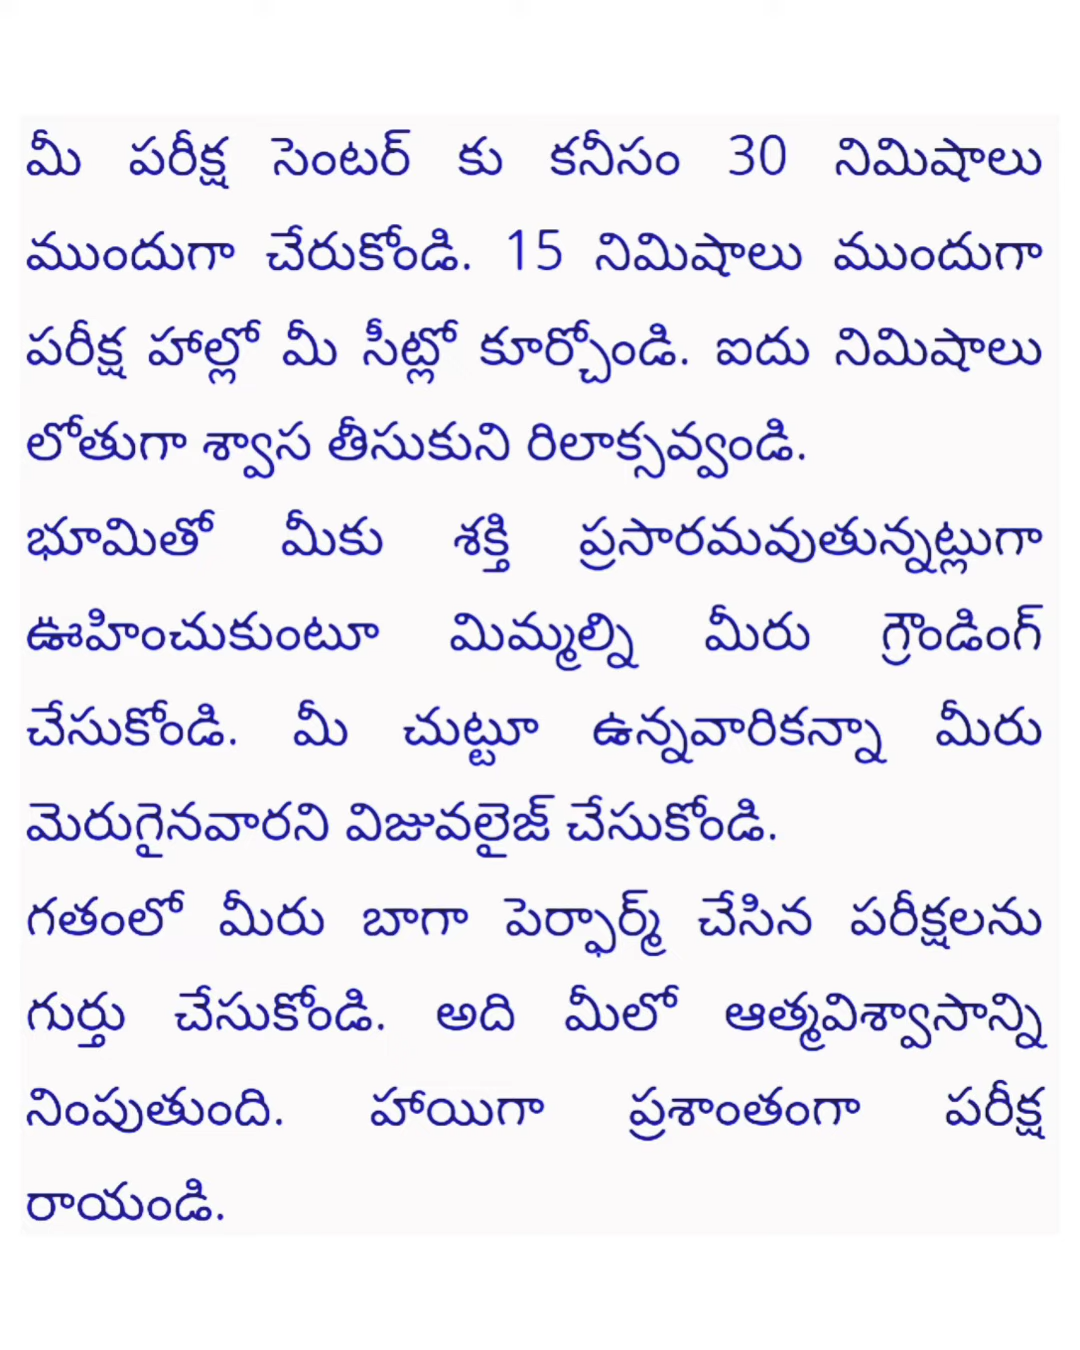 మీ పరీక్ష సెంటర్ కు కనీసం 30 నిమిషాలు
ముందుగా చేరుకోండి. 15 నిమిషాలు ముందుగా
పరీక్ష హాల్లో మీ సీట్లో కూర్చోండి. ఐదు నిమిషాలు
లోతుగా శ్వాస తీసుకుని రిలాక్సవ్వండి.
భూమితో మీకు శక్తి ప్రసారమవుతున్నట్లుగా
ఊహించుకుంటూ మిమ్మల్ని మీరు గ్రౌండింగ్
చేసుకోండి. మీ చుట్టూ ఉన్నవారికన్నా మీరు
మెరుగైనవారని విజువలైజ్ చేసుకోండి.
గతంలో మీరు బాగా పెర్ఫార్మ్ చేసిన పరీక్షలను
గుర్తు చేసుకోండి. అది మీలో ఆత్మవిశ్వాసాన్ని
నింపుతుంది. హాయిగా ప్రశాంతంగా పరీక్ష
రాయండి.